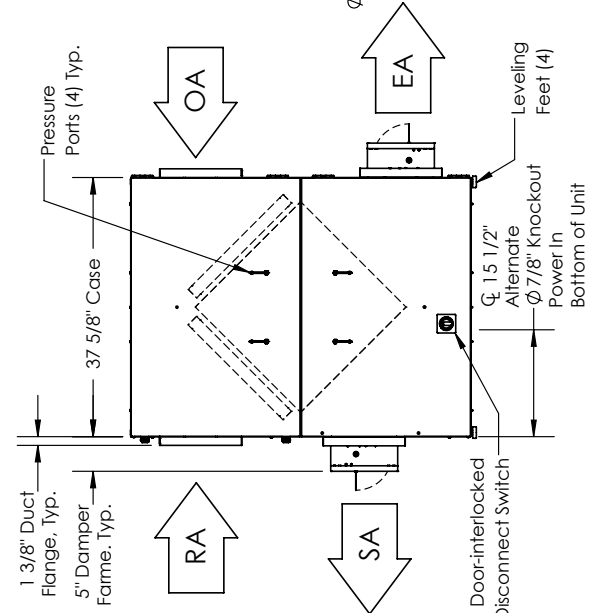 Pressure
Ports (4) Typ.
OA
EA
Ø
37 5/8" Case
1 3/8" Duct
Flange, Typ.
5" Damper
Farme. Typ.
RA
SA
Leveling
Feet (4)
℄ 15 1/2"
Alternate
Ø 7/8" Knockout
Power In
Bottom of Unit
Door-interlocked
Disconnect Switch